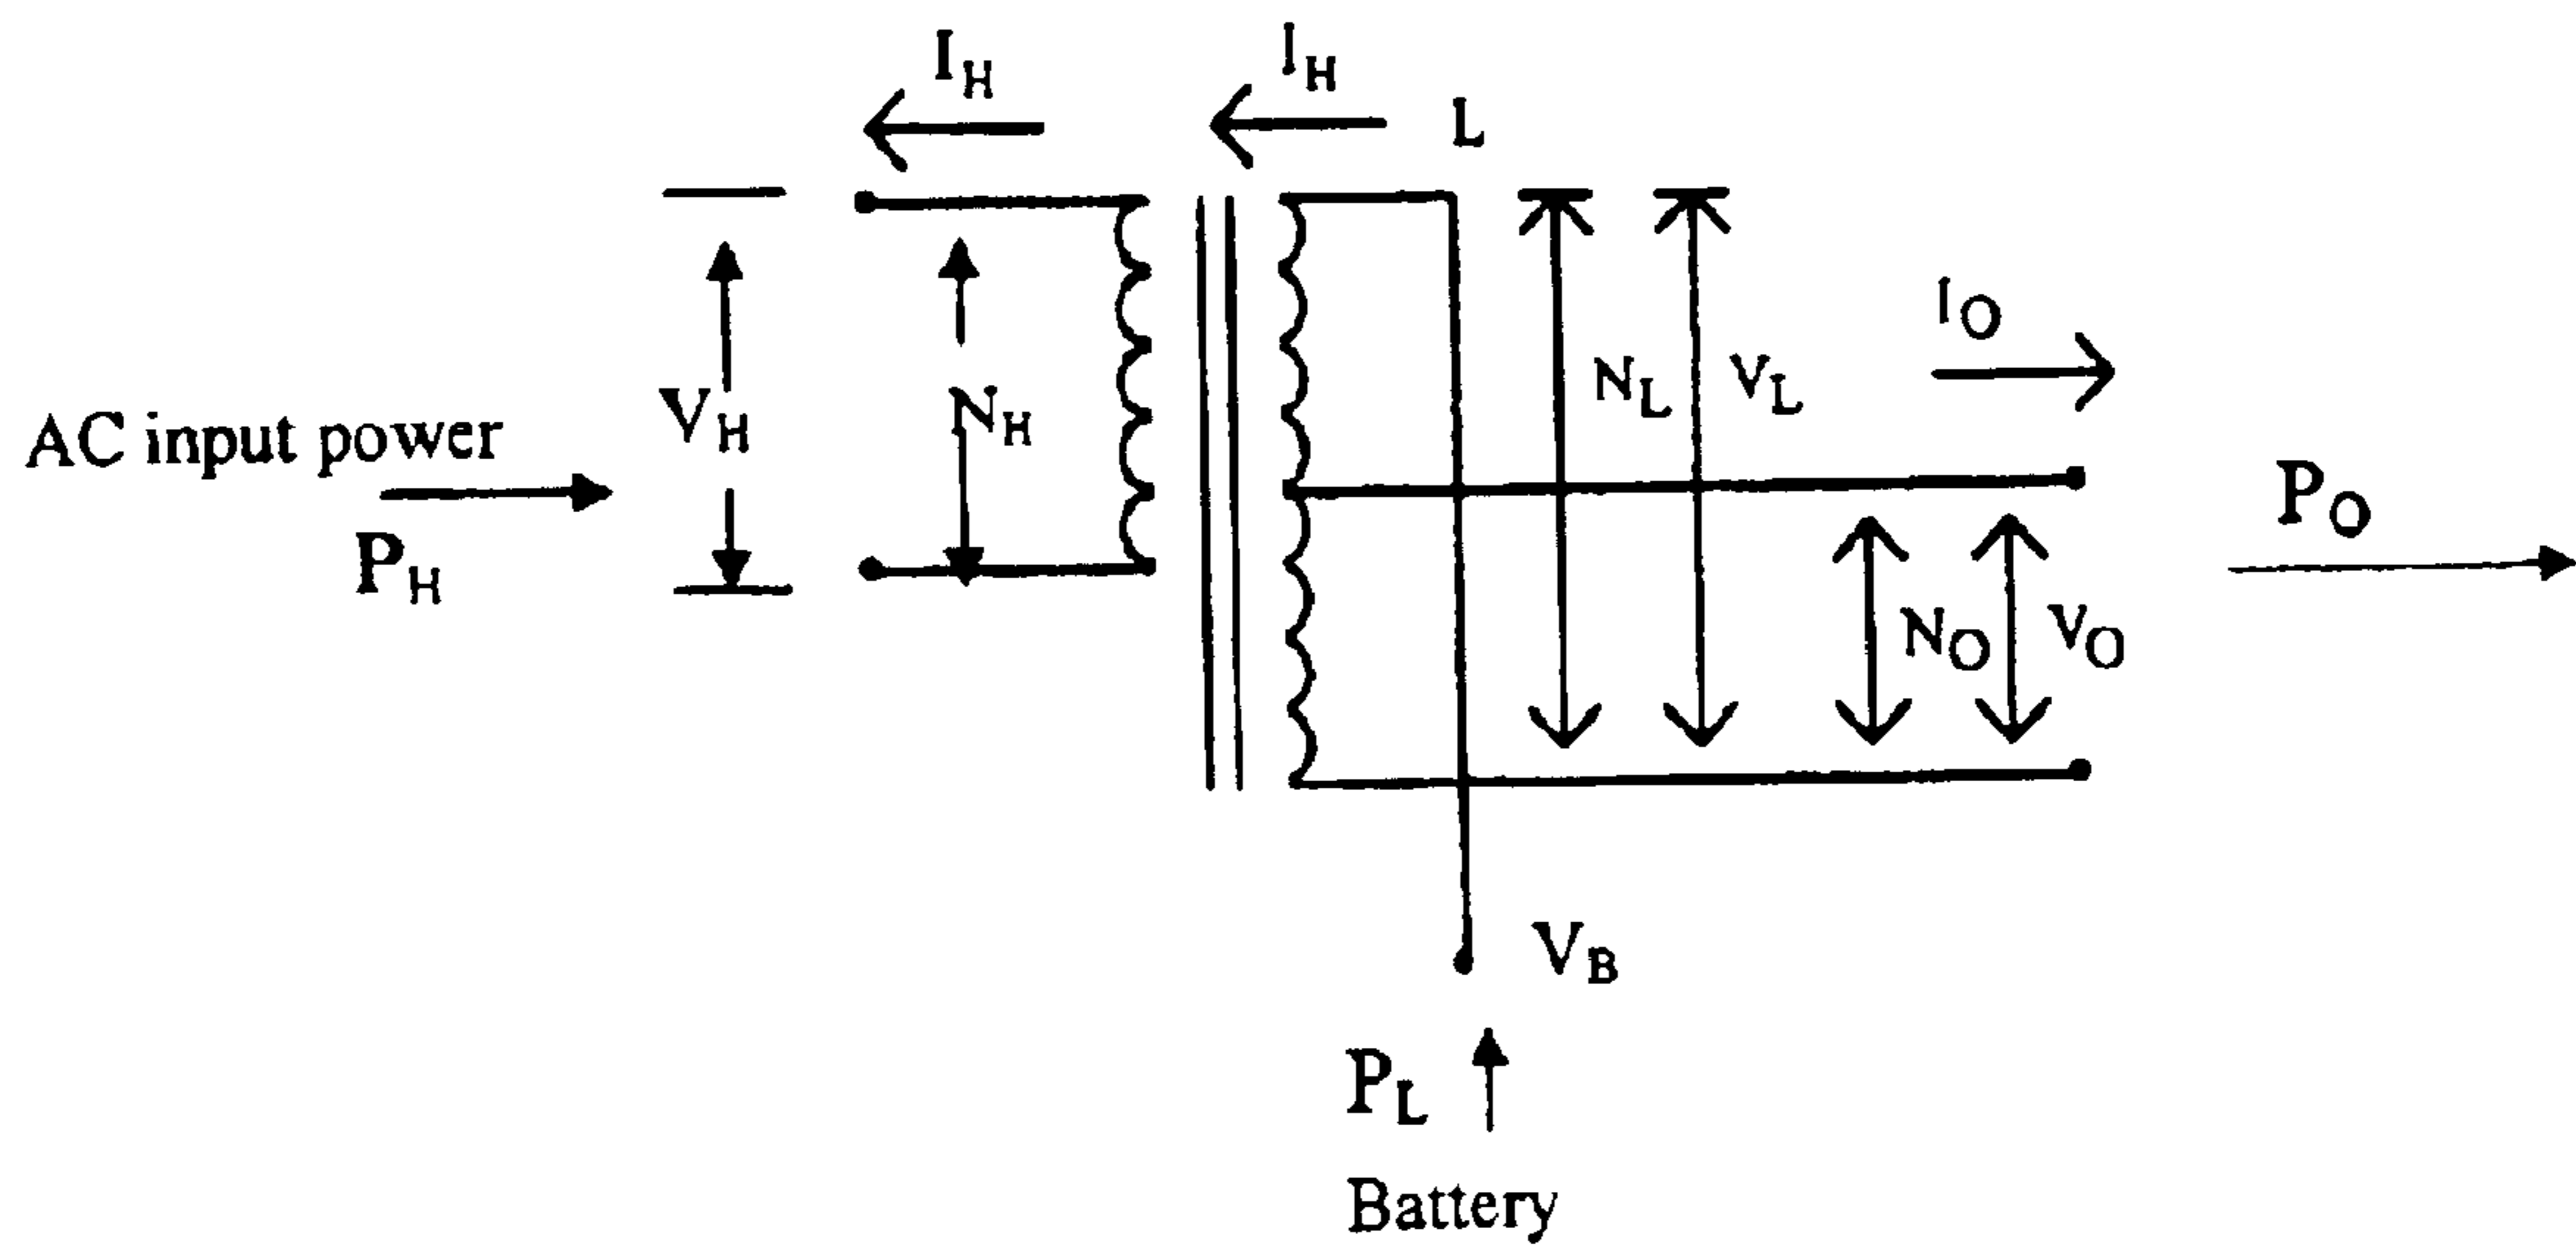 I_H
I_H
L
AC input power
P_H
V_H
N_H
N_L
V_L
I_O
P_O
N_O
V_O
V_B
P_L
Battery